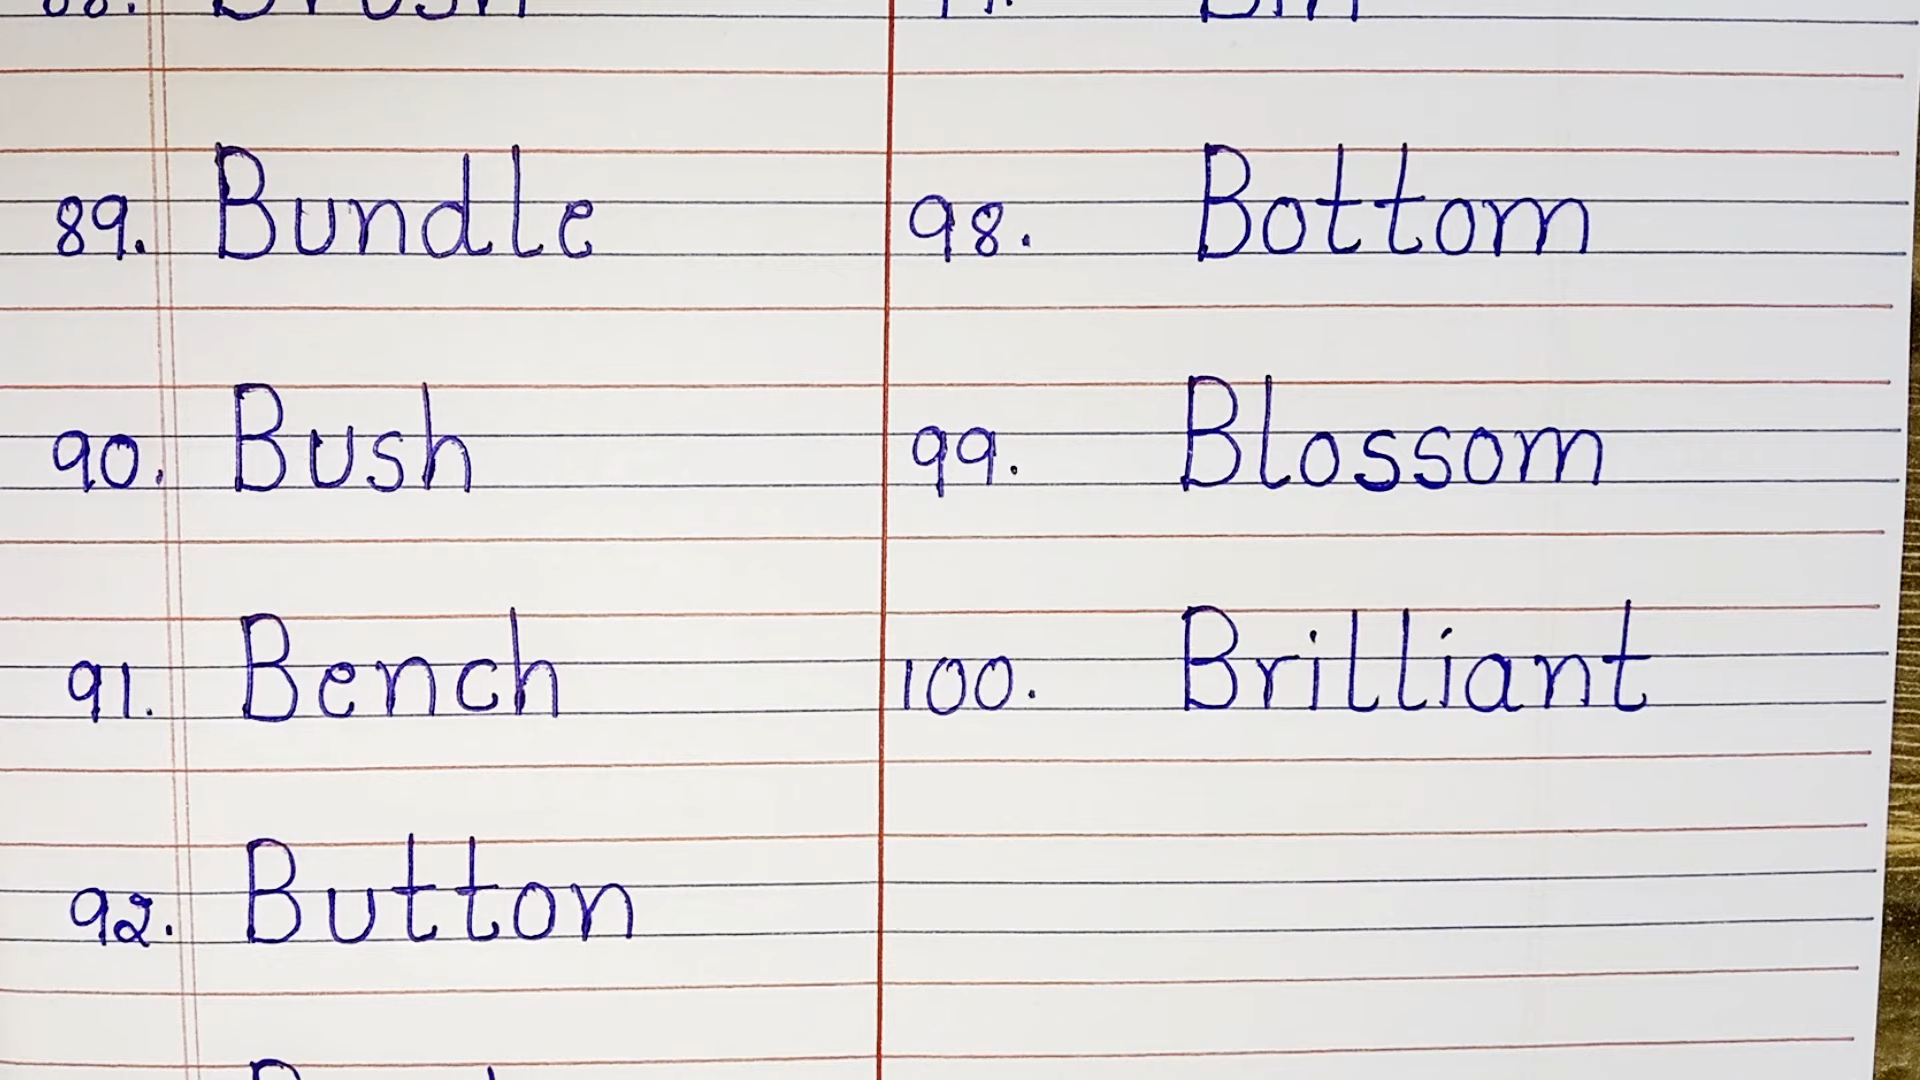 89. Bundle
90. Bush
91. Bench
92. Button
98. Bottom
99. Blossom
100. Brilliant